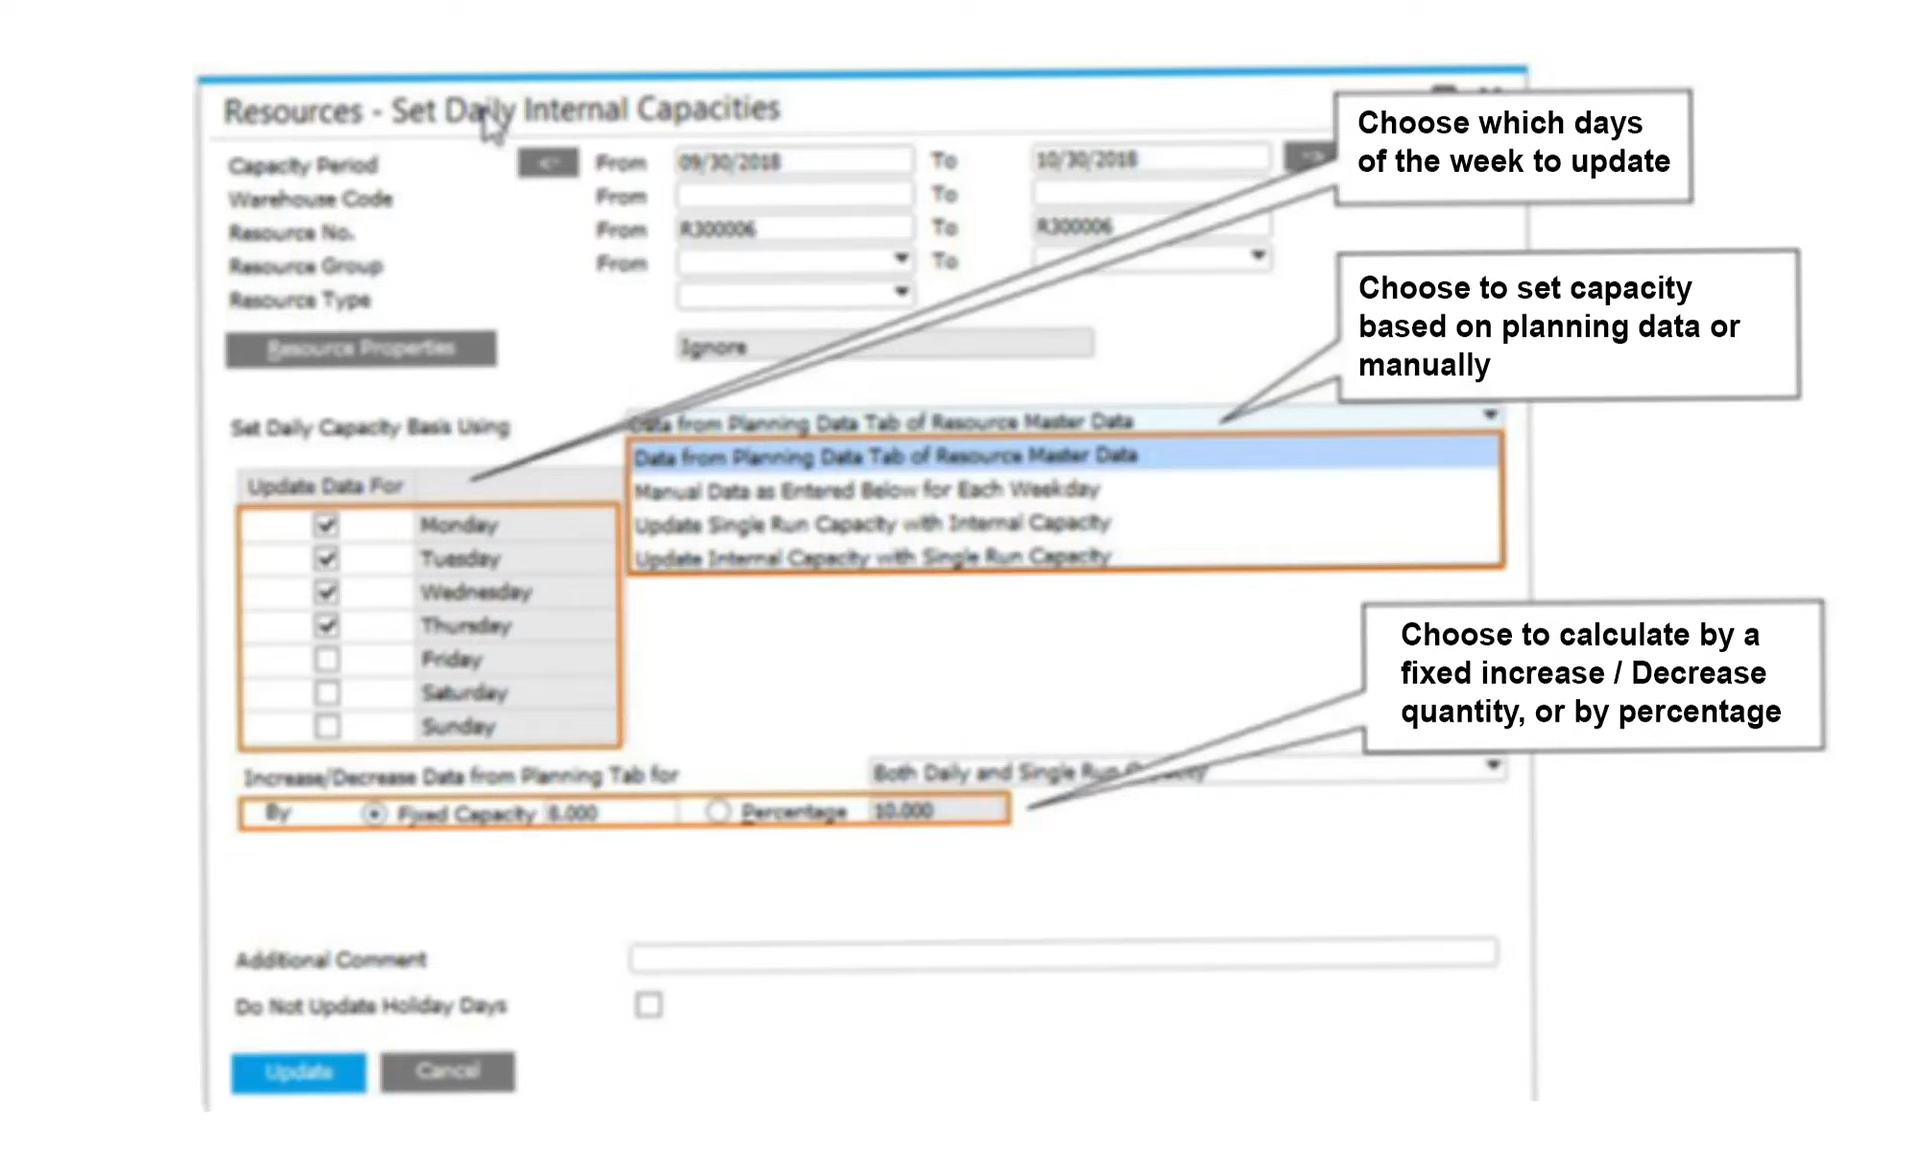 Resources - Set Daily Internal Capacities
Capacity Period <- From 09/30/2018 To 10/30/2018
Warehouse Code From To
Resource No. From R300006 To R300006
Resource Group From To
Resource Type
Resource Properties Ignore
Set Daily Capacity Basis Using Data from Planning Data Tab of Resource Master Data
Data from Planning Data Tab of Resource Master Data
Manual Data as Entered Below for Each Weekday
Update Single Run Capacity with Internal Capacity
Update Internal Capacity with Single Run Capacity
Update Data For
Monday
Tuesday
Wednesday
Thursday
Friday
Saturday
Sunday
Increase/Decrease Data from Planning Tab for Both Daily and Single Run Capacity
By Fixed Capacity 8.000 Percentage 10.000
Additional Comment
Do Not Update Holiday Days
Update Cancel
Choose which days
of the week to update
Choose to set capacity
based on planning data or
manually
Choose to calculate by a
fixed increase / Decrease
quantity, or by percentage